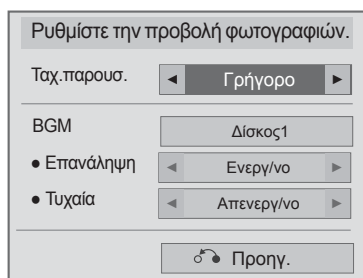 Ρυθμίστε την προβολή φωτογραφιών.
Ταχ.παρουσ. ◄ Γρήγορο ►
BGM Δίσκος1
● Επανάληψη ◄ Ενεργ/νο ►
● Τυχαία ◄ Απενεργ/νο ►
Προηγ.